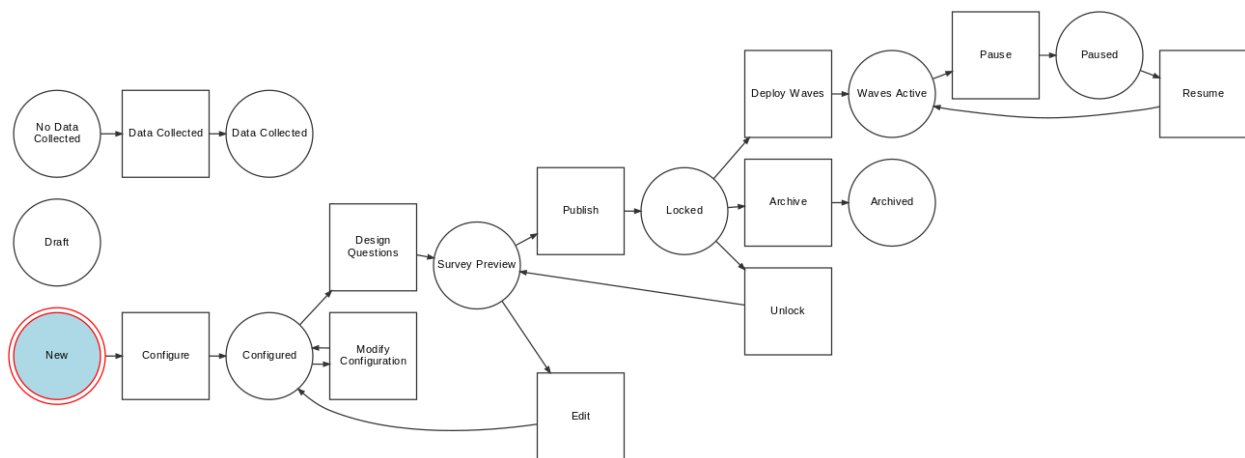 Pause
Paused
Deploy Waves
Waves Active
Resume
No Data
Collected
Data Collected
Data Collected
Publish
Locked
Archive
Archived
Draft
Design
Questions
Survey Preview
Unlock
New
Configure
Configured
Modify
Configuration
Edit